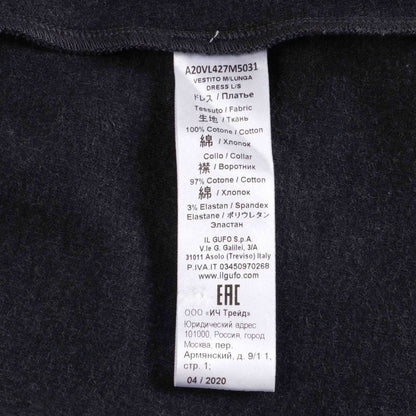 A20VL427M5031
VESTITO M/LUNGA
DRESS L/S
ドレス / Платье
Tessuto / Fabric
生地 / Ткань
100% Cotone / Cotton
綿 / Хлопок
Collo / Collar
襟 / Воротник
97% Cotone / Cotton
綿 / Хлопок
3% Elastan / Spandex
Elastane / ポリウレタン
Эластан
IL GUFO S.p.A.
V.le G. Galilei, 3/A
31011 Asolo (Treviso) Italy
P.IVA.IT 03450970268
www.ilgufo.com
EAC
ООО «ИЧ Трейд»
Юридический адрес
101000, Россия, город
Москва, пер.
Армянский, д. 9/1 1,
стр. 1;
04 / 2020